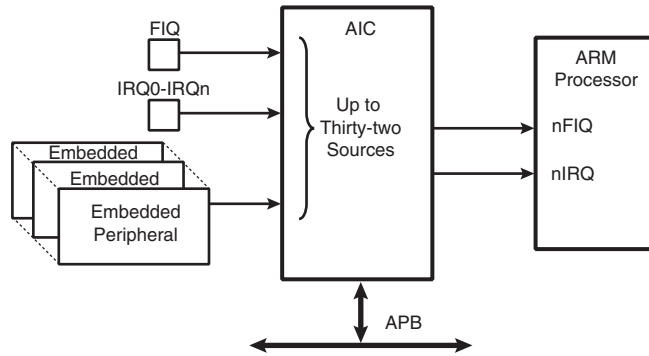 FIQ
IRQ0-IRQn
Embedded
Embedded
Embedded
Peripheral
AIC
Up to
Thirty-two
Sources
ARM
Processor
nFIQ
nIRQ
APB